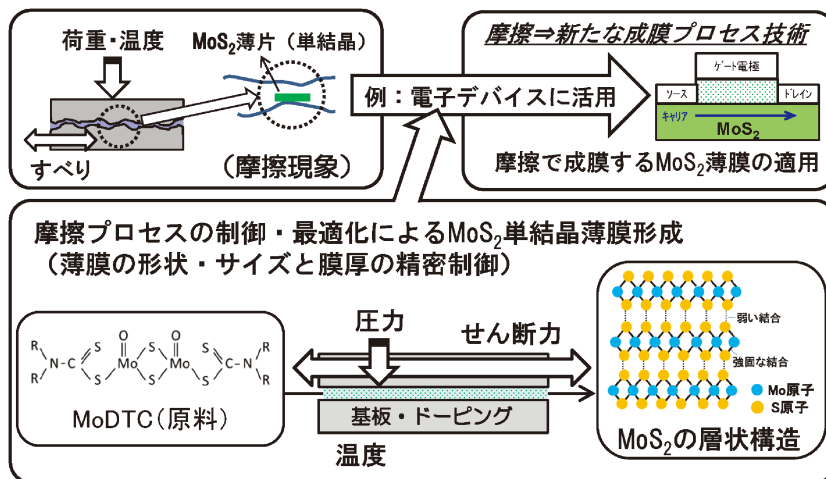 荷重・温度
MoS₂薄片（単結晶）
すべり
（摩擦現象）
例：電子デバイスに活用
摩擦⇒新たな成膜プロセス技術
ゲート電極
ソース
ドレイン
キャリア
MoS₂
摩擦で成膜するMoS₂薄膜の適用
摩擦プロセスの制御・最適化によるMoS₂単結晶薄膜形成
（薄膜の形状・サイズと膜厚の精密制御）
R
R
N-C
S
S
O
O
Mo
Mo
S
S
S
S
C-N
R
R
MoDTC(原料)
圧力
せん断力
基板・ドーピング
温度
弱い結合
強固な結合
Mo原子
S原子
MoS₂の層状構造